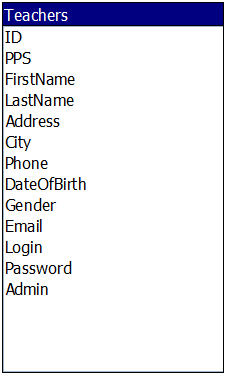 Teachers
ID
PPS
FirstName
LastName
Address
City
Phone
DateOfBirth
Gender
Email
Login
Password
Admin